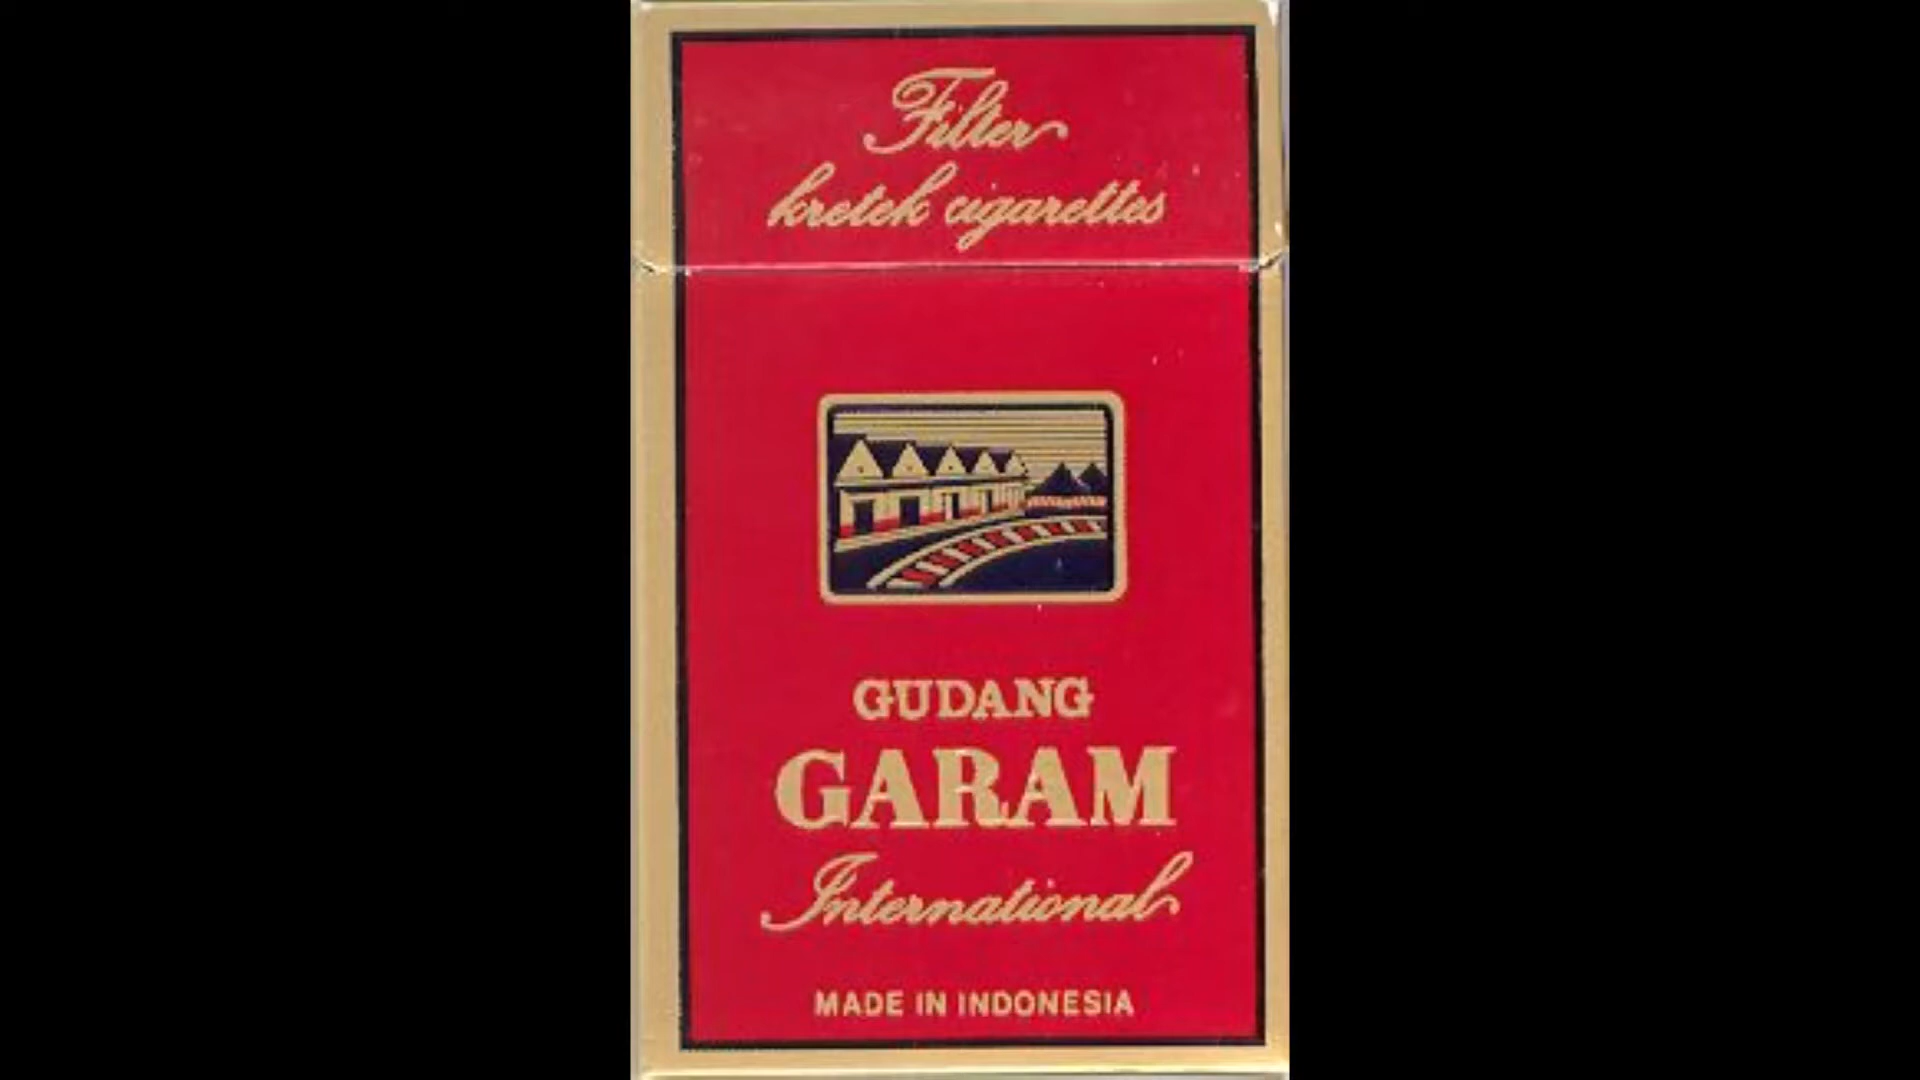 Filter
kretek cigarettes
GUDANG
GARAM
International
MADE IN INDONESIA